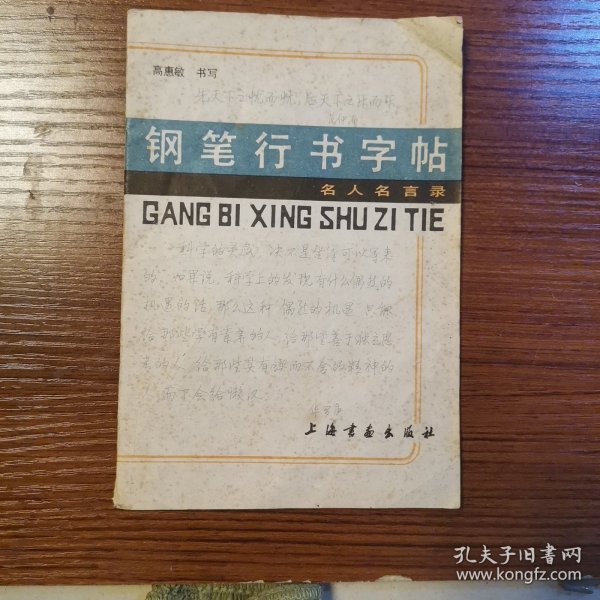 高惠敏 书写
先天下之忧而忧，后天下之乐而乐
范仲淹
钢笔行书字帖
名人名言录
GANG BI XING SHU ZI TIE
科学的灵感，决不是坐等可以等来
的。如果说，科学上的发现有什么偶然的
机遇的话，那么这种“偶然的机遇”只能
给那些学有素养的人，给那些善于独立思
考的人，给那些具有锲而不舍的精神的
而不会给懒汉
华罗庚
上海书画出版社
孔夫子旧书网
www.kongfz.com